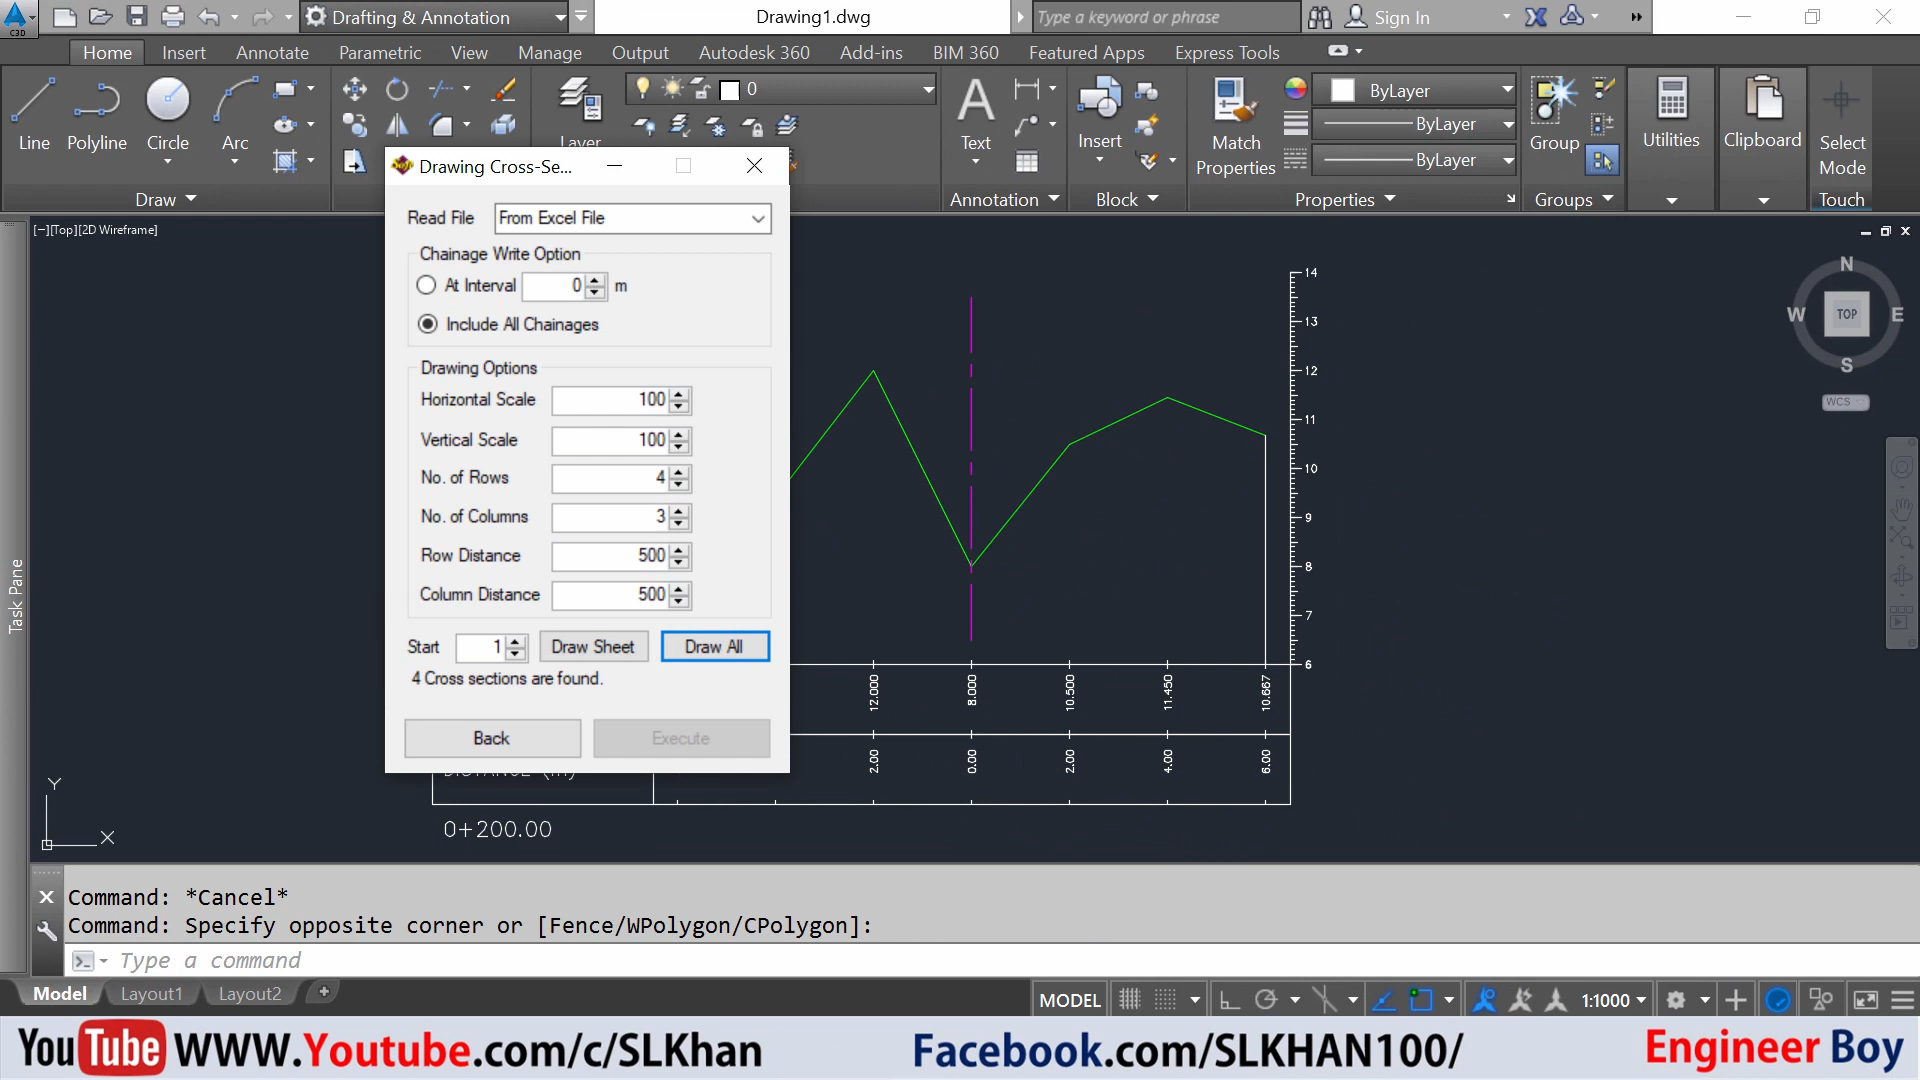 C3D
Drafting & Annotation
Drawing1.dwg
Type a keyword or phrase
Sign In
Home
Insert
Annotate
Parametric
View
Manage
Output
Autodesk 360
Add-ins
BIM 360
Featured Apps
Express Tools
Line
Polyline
Circle
Arc
Draw
Layer
0
Text
Annotation
Insert
Block
Match
Properties
ByLayer
ByLayer
ByLayer
Properties
Group
Groups
Utilities
Clipboard
Select
Mode
Touch
[−][Top][2D Wireframe]
Drawing Cross-Se...
Read File
From Excel File
Chainage Write Option
At Interval
0
m
Include All Chainages
Drawing Options
Horizontal Scale
100
Vertical Scale
100
No. of Rows
4
No. of Columns
3
Row Distance
500
Column Distance
500
Start
1
Draw Sheet
Draw All
4 Cross sections are found.
Back
Execute
14
13
12
11
10
9
8
7
6
12.000
8.000
10.500
11.450
10.667
2.00
0.00
2.00
4.00
6.00
DISTANCE (m)
0+200.00
N
W
TOP
E
S
WCS
Task Pane
Y
X
Command: *Cancel*
Command: Specify opposite corner or [Fence/WPolygon/CPolygon]:
Type a command
Model
Layout1
Layout2
MODEL
1:1000
YouTube WWW.Youtube.com/c/SLKhan
Facebook.com/SLKHAN100/
Engineer Boy